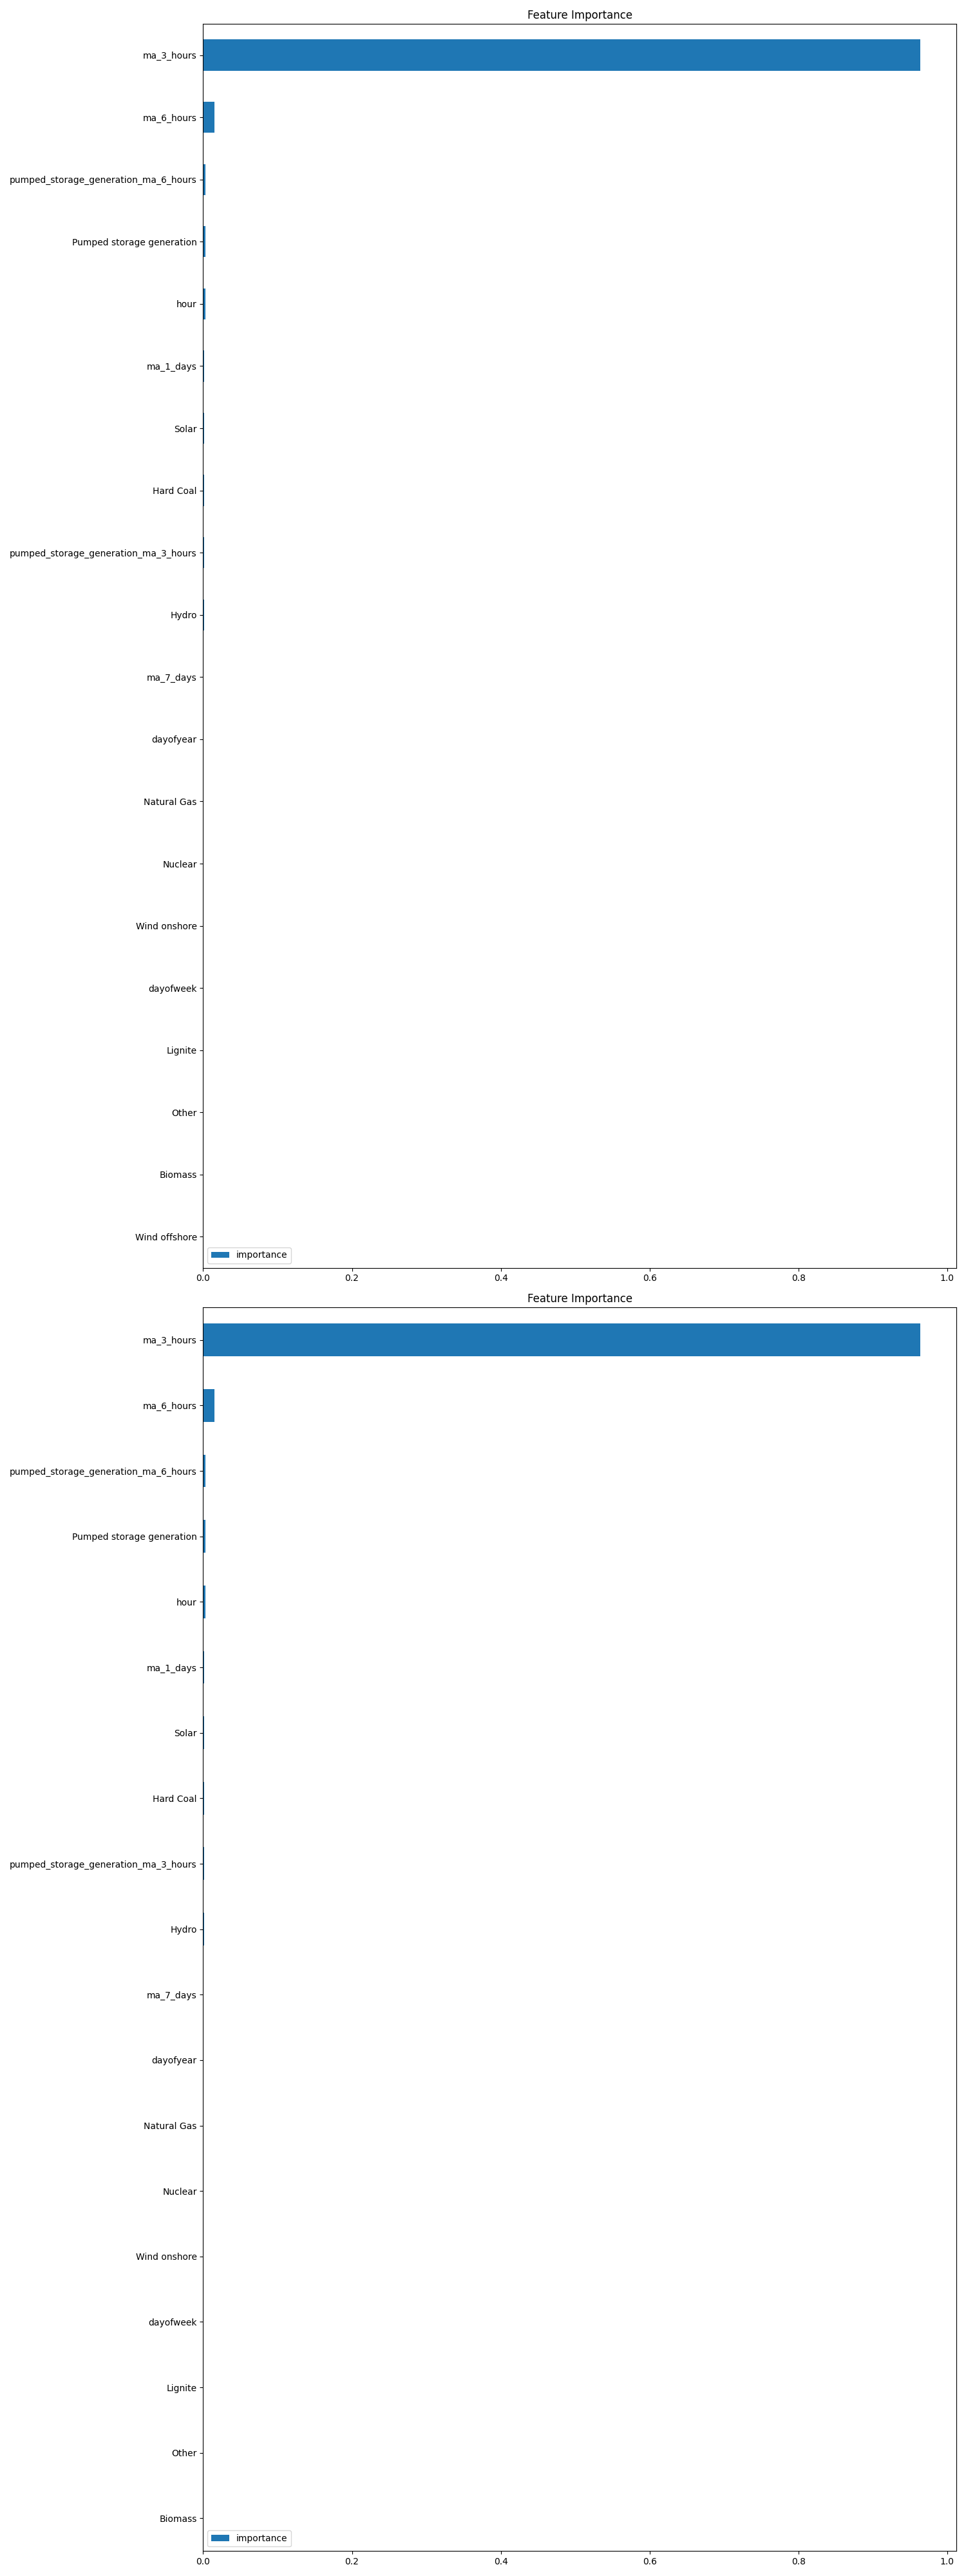 Feature Importance
ma_3_hours
ma_6_hours
pumped_storage_generation_ma_6_hours
Pumped storage generation
hour
ma_1_days
Solar
Hard Coal
pumped_storage_generation_ma_3_hours
Hydro
ma_7_days
dayofyear
Natural Gas
Nuclear
Wind onshore
dayofweek
Lignite
Other
Biomass
Wind offshore
importance
0.0 0.2 0.4 0.6 0.8 1.0
Feature Importance
ma_3_hours
ma_6_hours
pumped_storage_generation_ma_6_hours
Pumped storage generation
hour
ma_1_days
Solar
Hard Coal
pumped_storage_generation_ma_3_hours
Hydro
ma_7_days
dayofyear
Natural Gas
Nuclear
Wind onshore
dayofweek
Lignite
Other
Biomass
importance
0.0 0.2 0.4 0.6 0.8 1.0